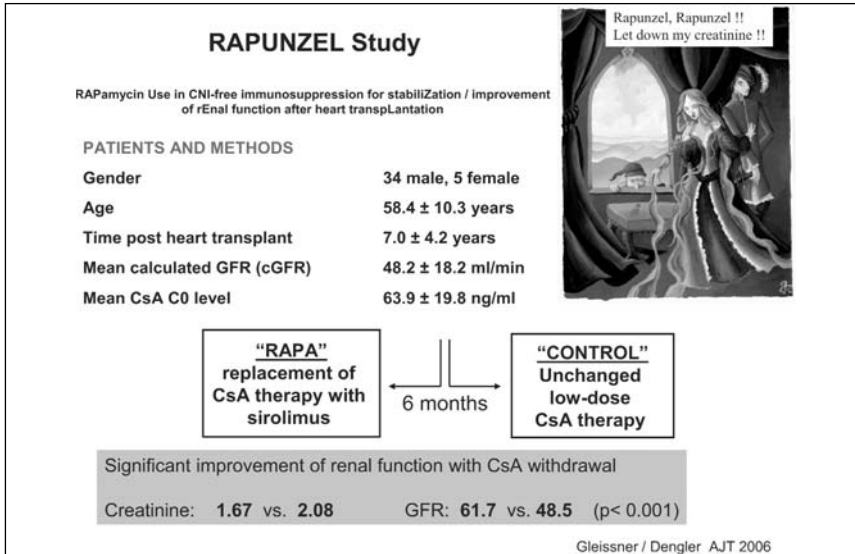 Rapunzel, Rapunzel !!
Let down my creatinine !!
RAPUNZEL Study
RAPamycin Use in CNI-free immunosuppression for stabiliZation / improvement
of rEnal function after heart transpLantation
PATIENTS AND METHODS
Gender 34 male, 5 female
Age 58.4 ± 10.3 years
Time post heart transplant 7.0 ± 4.2 years
Mean calculated GFR (cGFR) 48.2 ± 18.2 ml/min
Mean CsA C0 level 63.9 ± 19.8 ng/ml
“RAPA”
replacement of
CsA therapy with
sirolimus
6 months
“CONTROL”
Unchanged
low-dose
CsA therapy
Significant improvement of renal function with CsA withdrawal
Creatinine: 1.67 vs. 2.08 GFR: 61.7 vs. 48.5 (p< 0.001)
Gleissner / Dengler AJT 2006